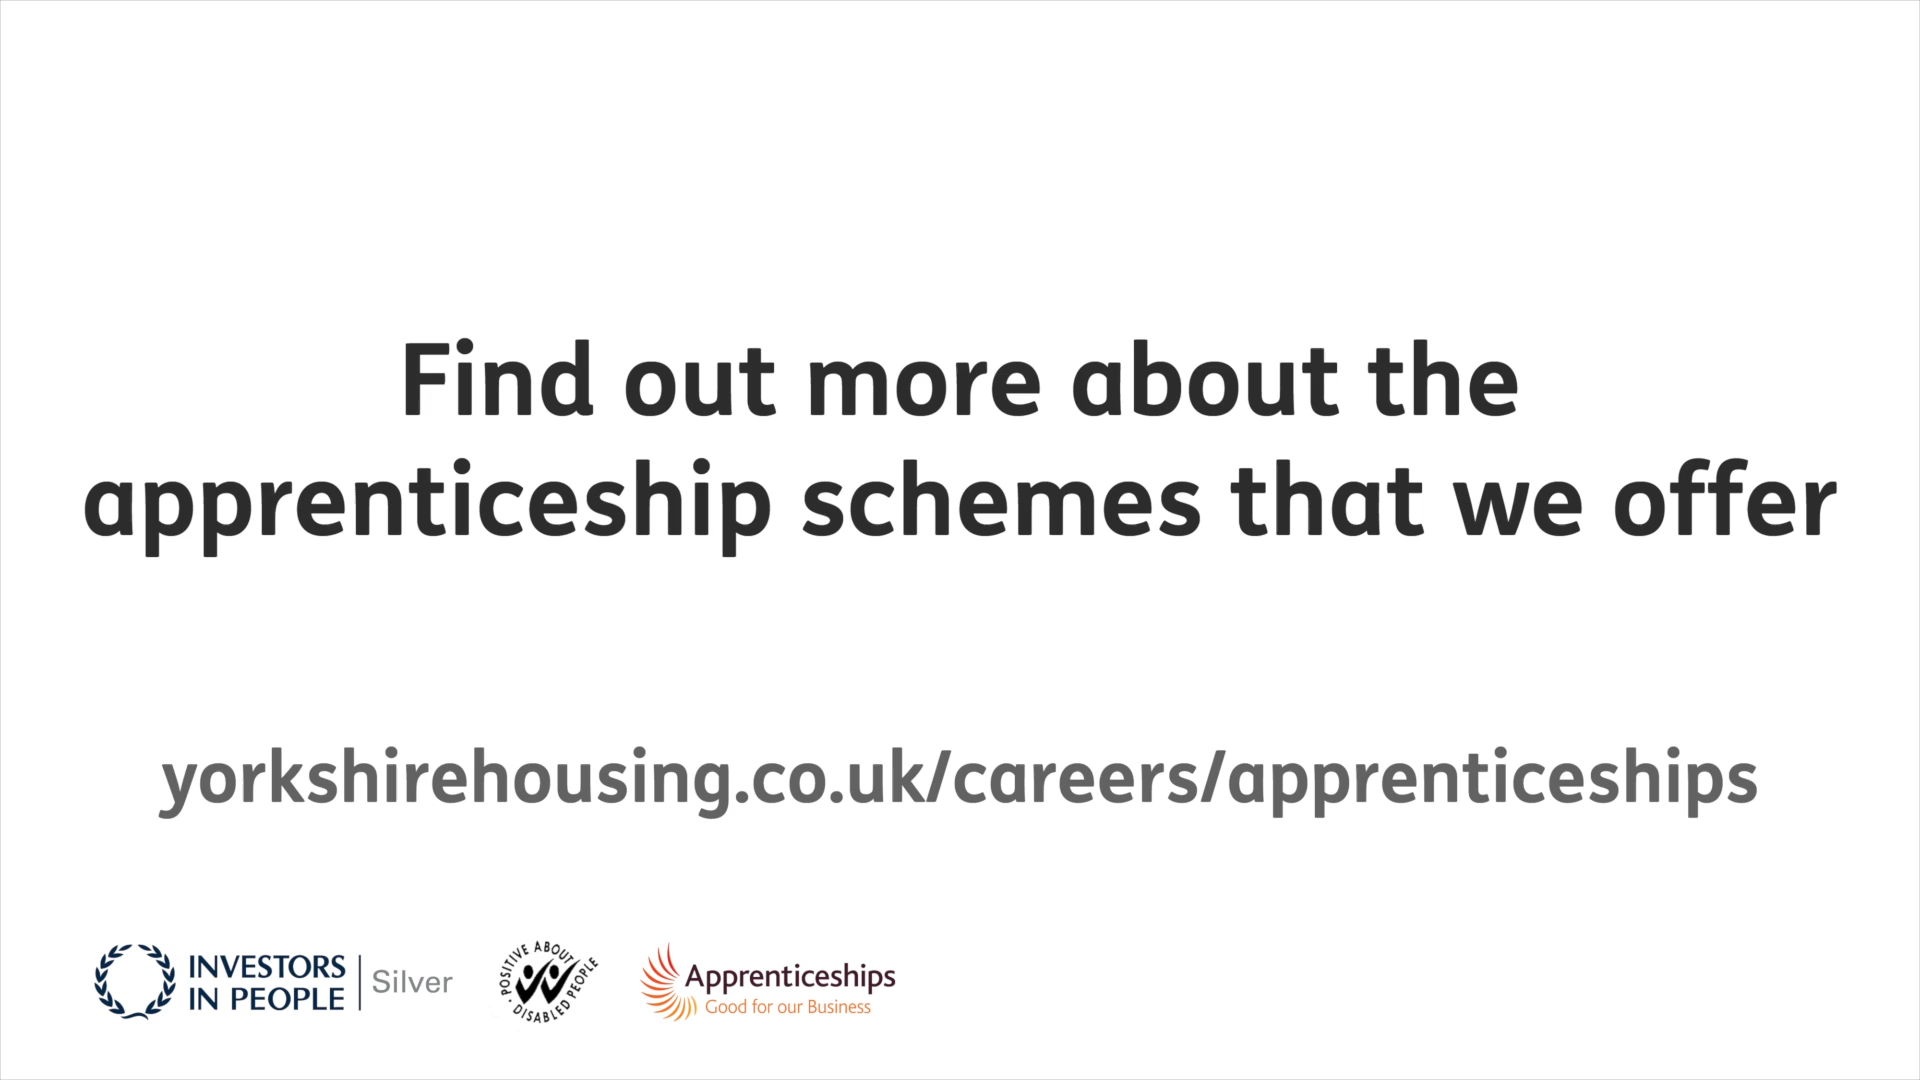 Find out more about the
apprenticeship schemes that we offer
yorkshirehousing.co.uk/careers/apprenticeships
INVESTORS
IN PEOPLE
Silver
POSITIVE ABOUT
DISABLED PEOPLE
Apprenticeships
Good for our Business